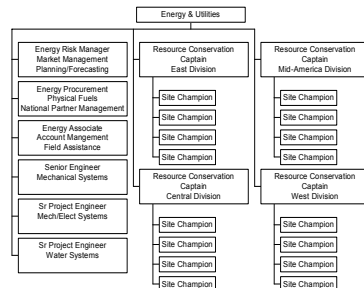 Energy & Utilities
Energy Risk Manager
Market Management
Planning/Forecasting
Energy Procurement
Physical Fuels
National Partner Management
Energy Associate
Account Mangement
Field Assistance
Senior Engineer
Mechanical Systems
Sr Project Engineer
Mech/Elect Systems
Sr Project Engineer
Water Systems
Resource Conservation
Captain
East Division
Site Champion
Site Champion
Site Champion
Site Champion
Resource Conservation
Captain
Central Division
Site Champion
Site Champion
Site Champion
Site Champion
Resource Conservation
Captain
Mid-America Division
Site Champion
Site Champion
Site Champion
Site Champion
Resource Conservation
Captain
West Division
Site Champion
Site Champion
Site Champion
Site Champion